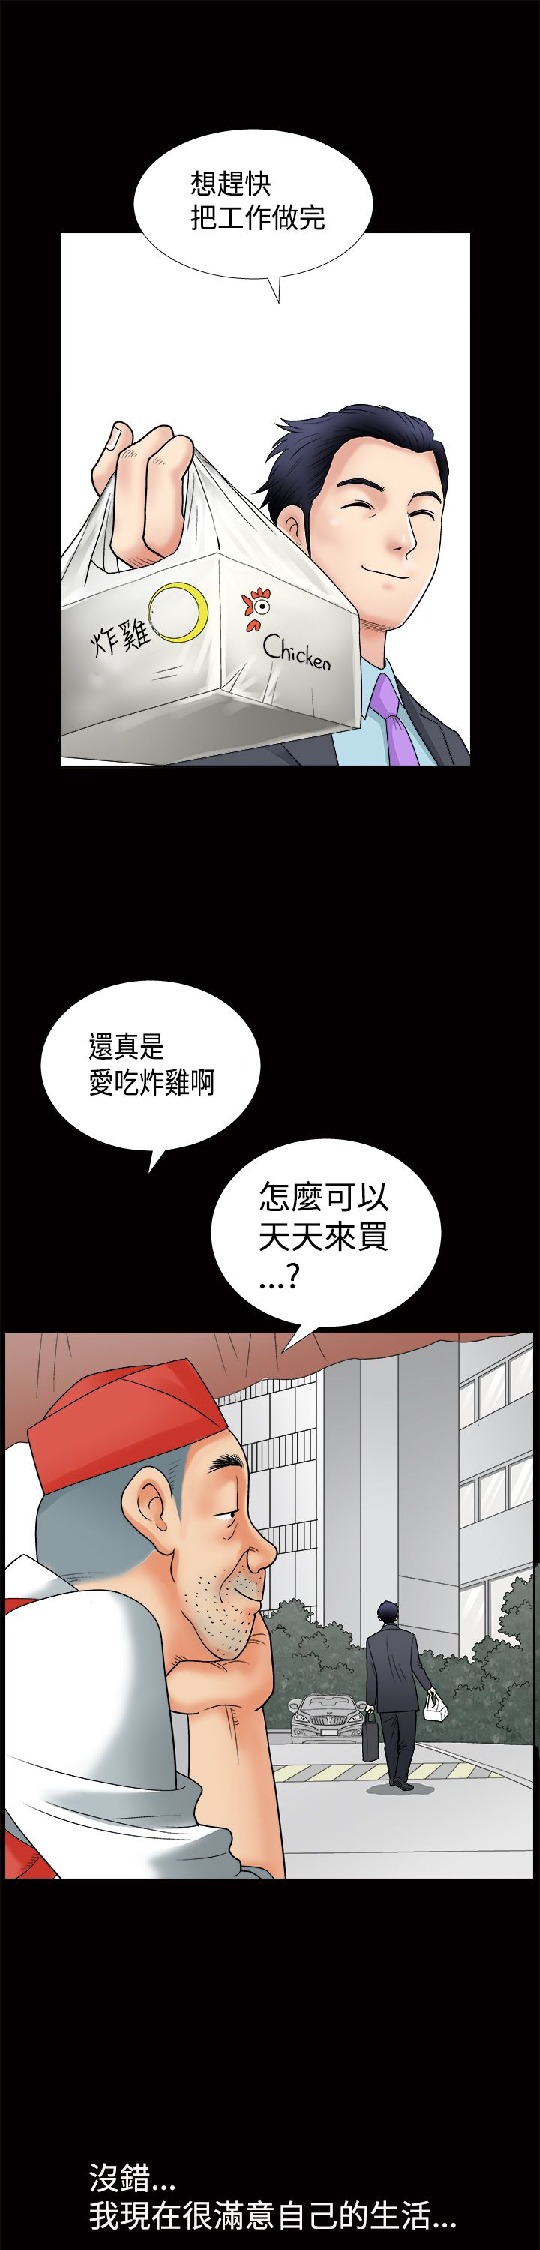 想趕快
把工作做完
炸雞
Chicken
還真是
愛吃炸雞啊
怎麼可以
天天來買
...?
沒錯...
我現在很滿意自己的生活...